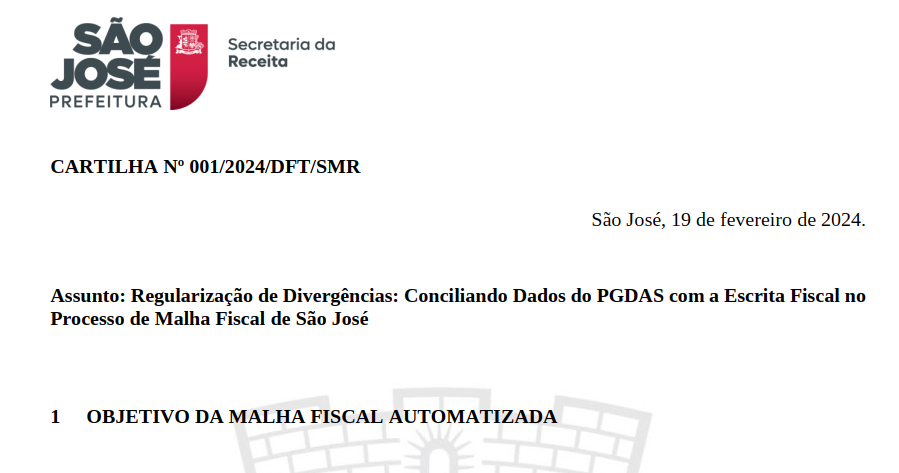 SÃO
JOSÉ
PREFEITURA
Secretaria da
Receita
CARTILHA Nº 001/2024/DFT/SMR
São José, 19 de fevereiro de 2024.
Assunto: Regularização de Divergências: Conciliando Dados do PGDAS com a Escrita Fiscal no
Processo de Malha Fiscal de São José
1 OBJETIVO DA MALHA FISCAL AUTOMATIZADA